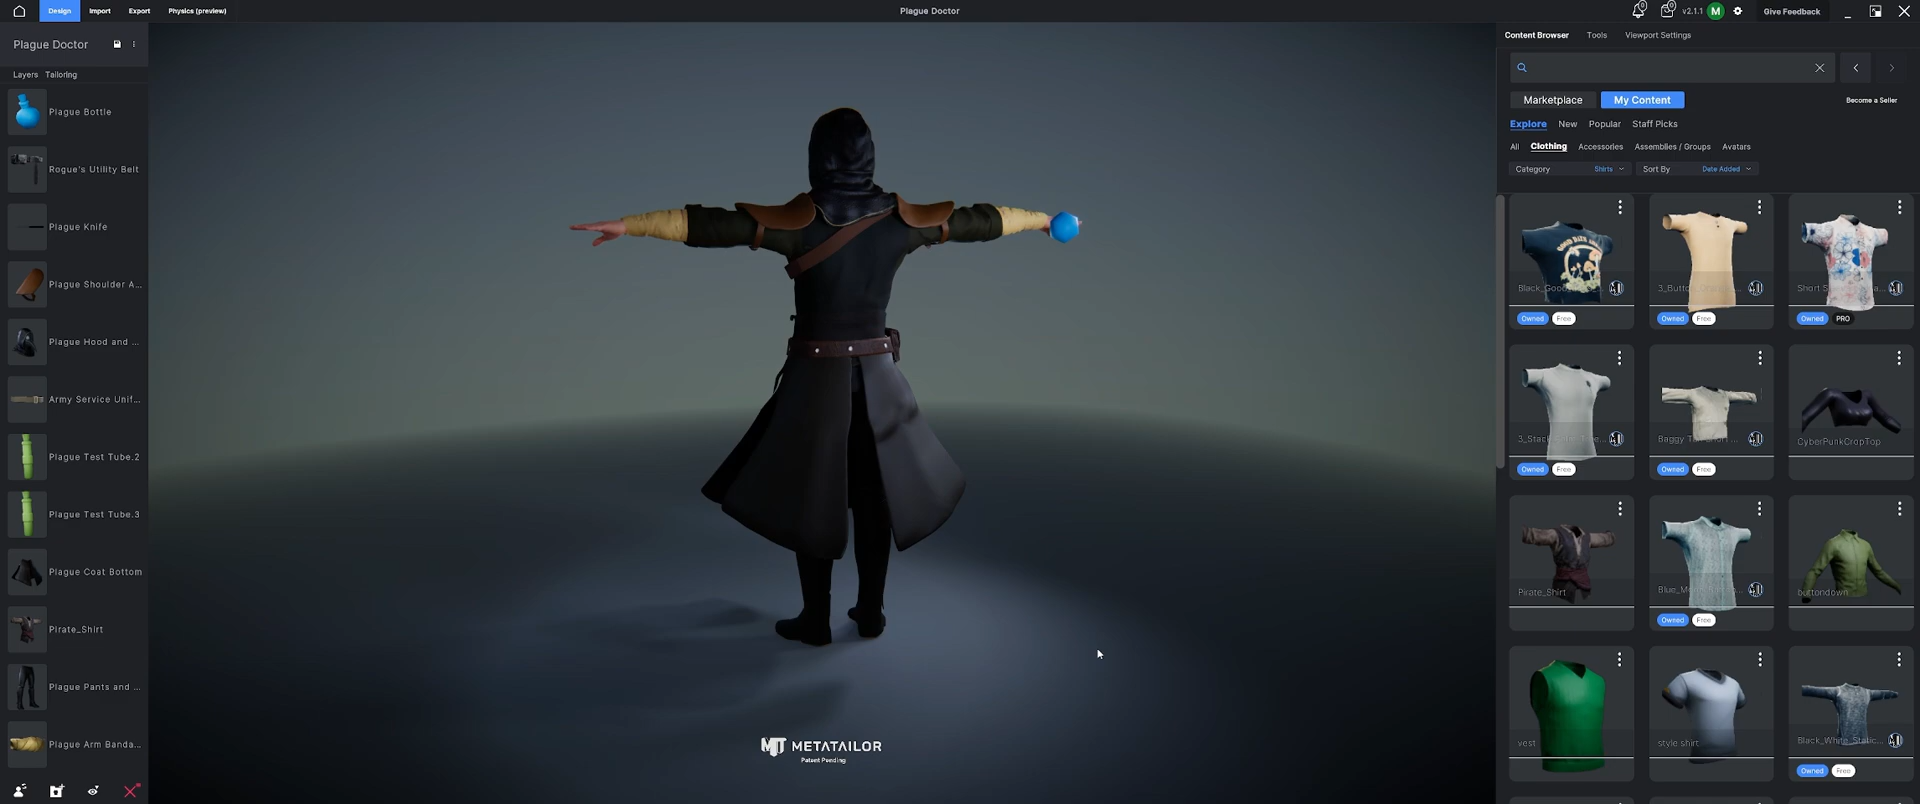 Design Import Export Physics (preview) Plague Doctor v2.1.1 M Give Feedback
Plague Doctor
Layers Tailoring
Plague Bottle
Rogue's Utility Belt
Plague Knife
Plague Shoulder A...
Plague Hood and ...
Army Service Unif...
Plague Test Tube.2
Plague Test Tube.3
Plague Coat Bottom
Pirate_Shirt
Plague Pants and ...
Plague Arm Banda...
METATAILOR
Patent Pending
Content Browser Tools Viewport Settings
Marketplace My Content Become a Seller
Explore New Popular Staff Picks
All Clothing Accessories Assemblies / Groups Avatars
Category Shirts Sort By Date Added
Owned Free Owned Free Owned PRO
CyberPunkCropTop
Owned Free Owned Free
Pirate_Shirt buttondown
Owned Free
vest style shirt Black_White_Static...
Owned Free